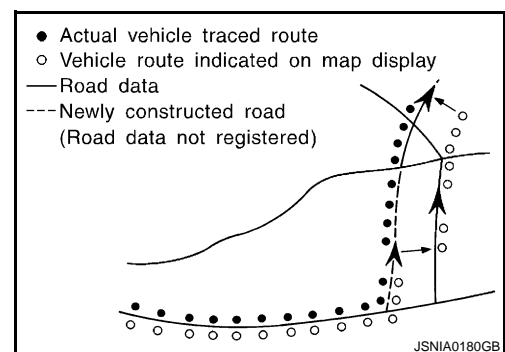 ● Actual vehicle traced route
○ Vehicle route indicated on map display
— Road data
--- Newly constructed road
(Road data not registered)
JSNIA0180GB